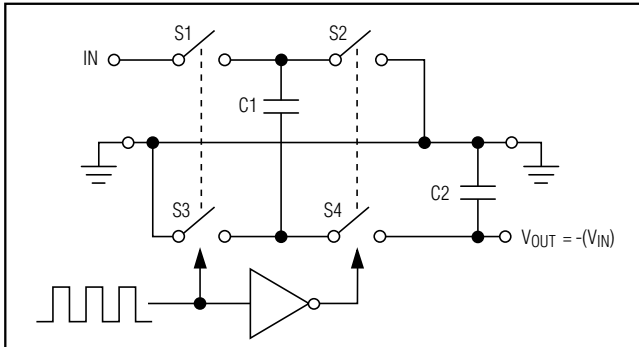 S1
S2
IN
C1
S3
S4
C2
VOUT = -(VIN)